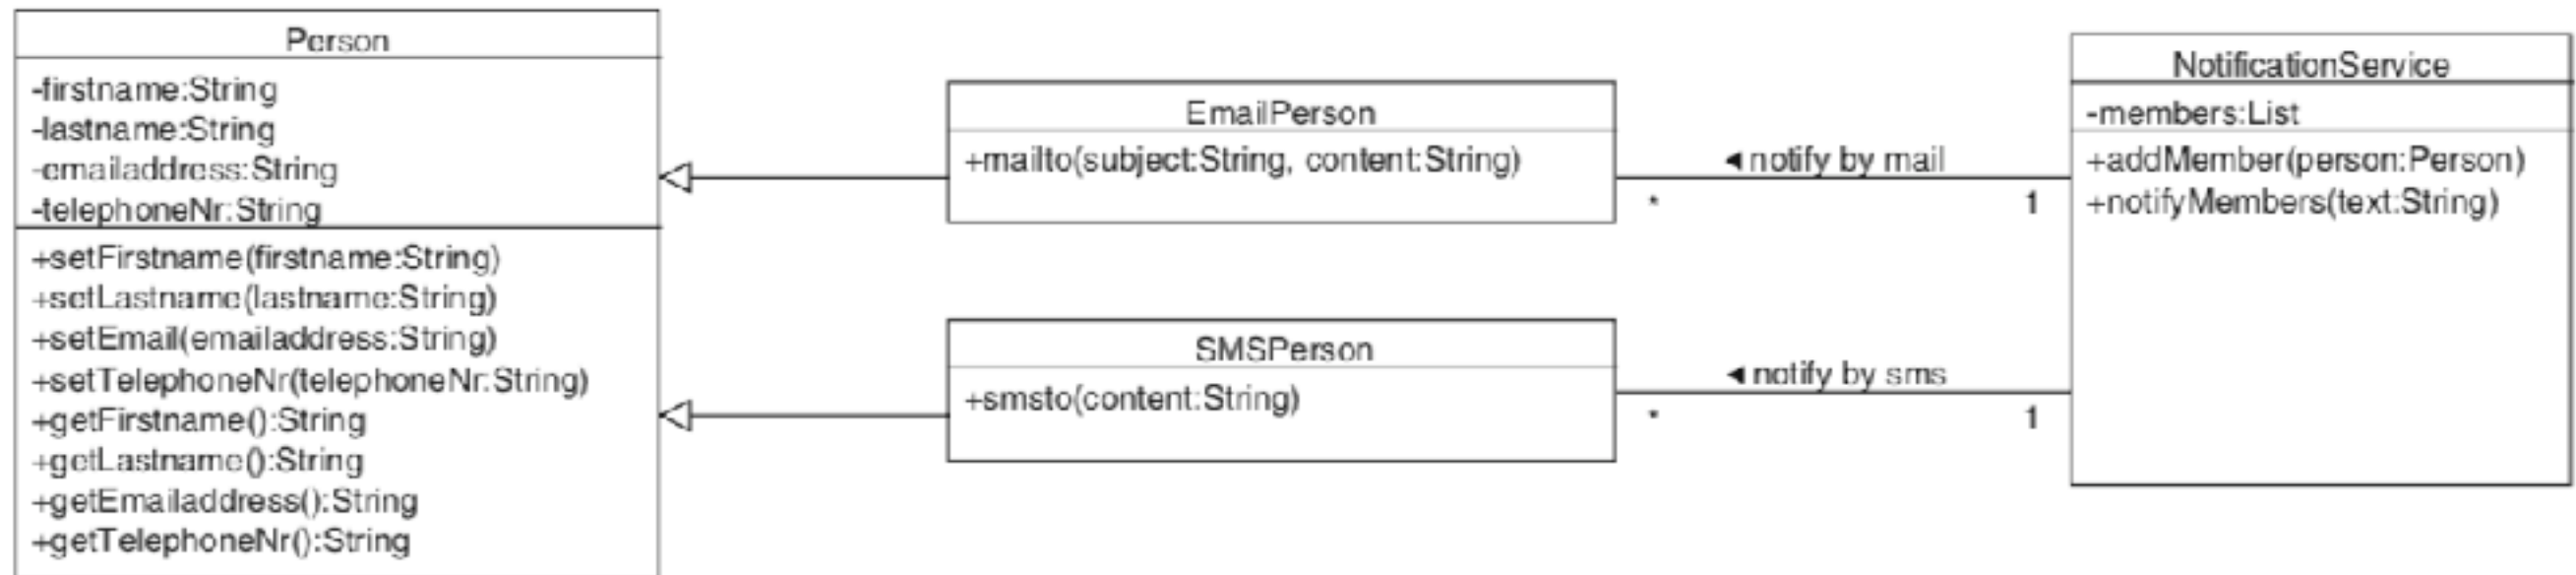 Person
-firstname:String
-lastname:String
-emailaddress:String
-telephoneNr:String
+setFirstname(firstname:String)
+setLastname(lastname:String)
+setEmail(emailaddress:String)
+setTelephoneNr(telephoneNr:String)
+getFirstname():String
+getLastname():String
+getEmailaddress():String
+getTelephoneNr():String
EmailPerson
+mailto(subject:String, content:String)
SMSPerson
+smsto(content:String)
◄ notify by mail
* 1
◄ notify by sms
* 1
NotificationService
-members:List
+addMember(person:Person)
+notifyMembers(text:String)